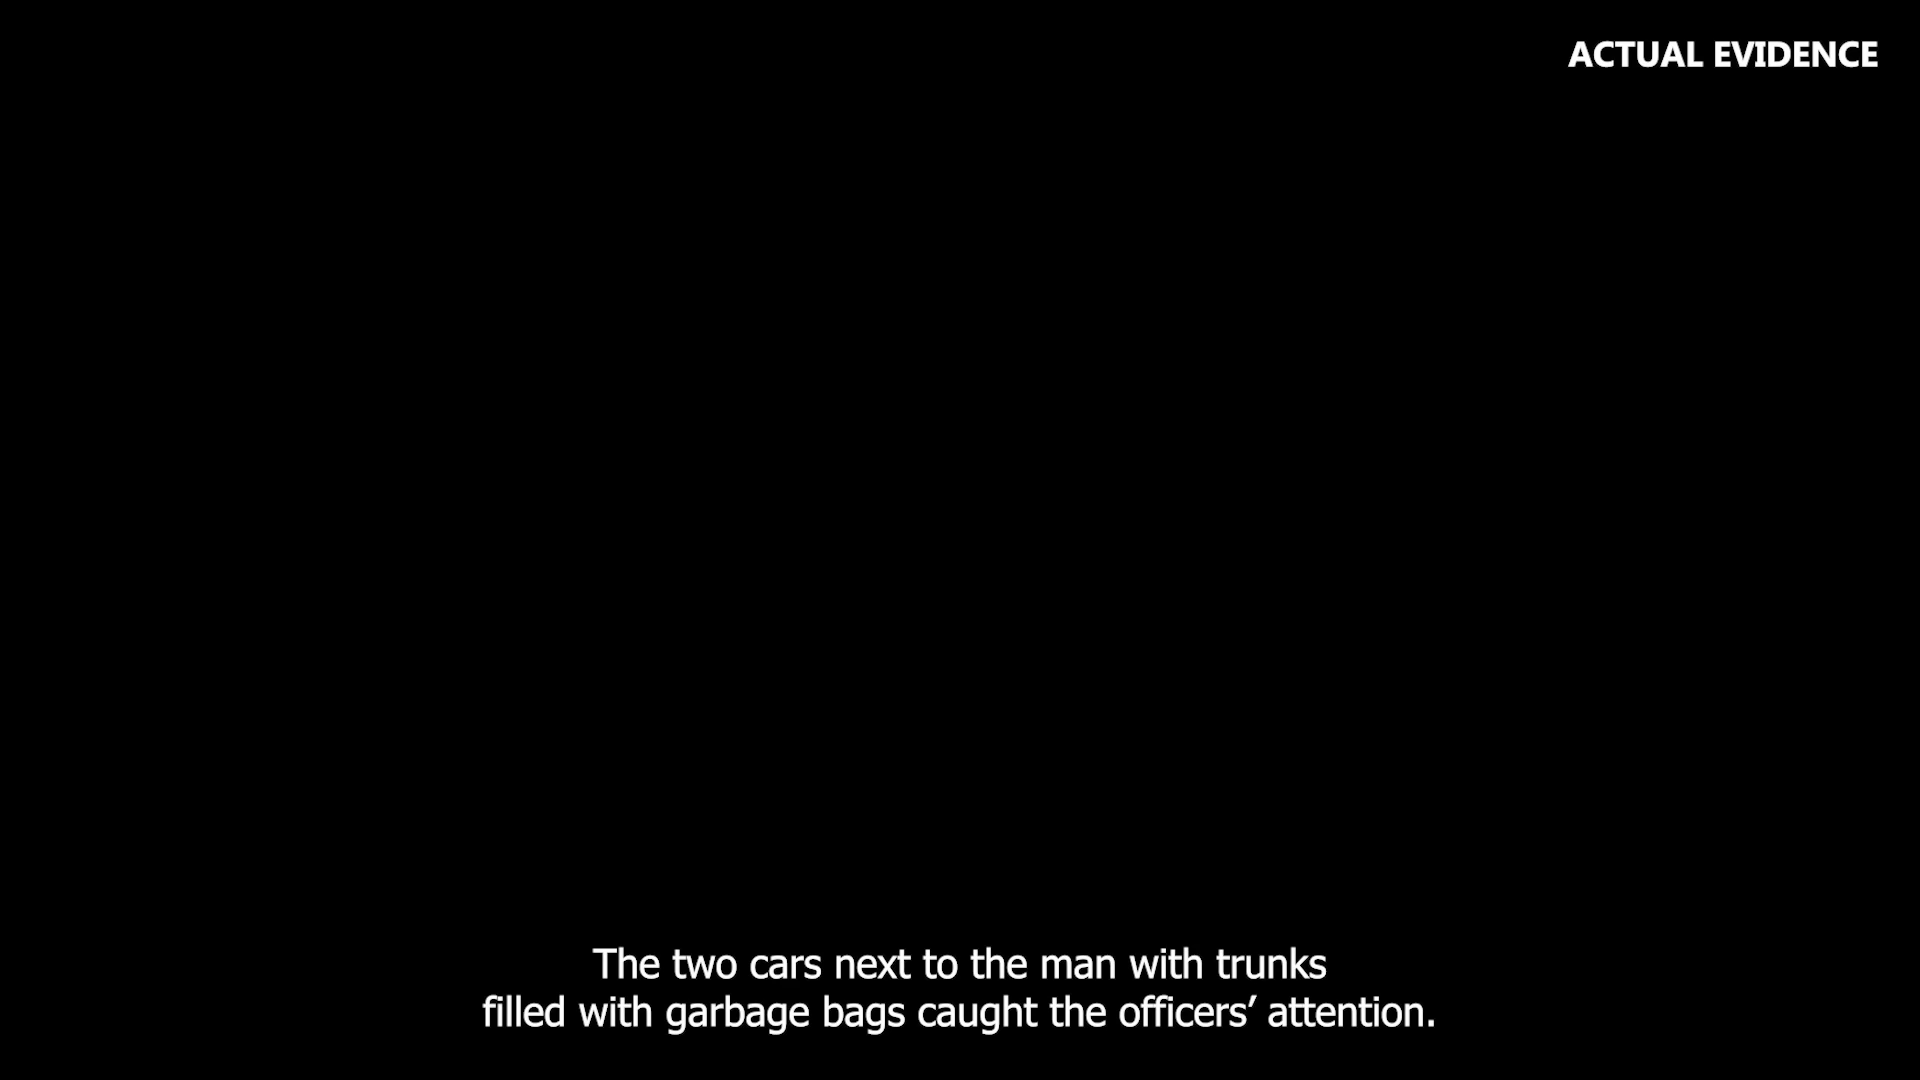 ACTUAL EVIDENCE
The two cars next to the man with trunks
filled with garbage bags caught the officers’ attention.